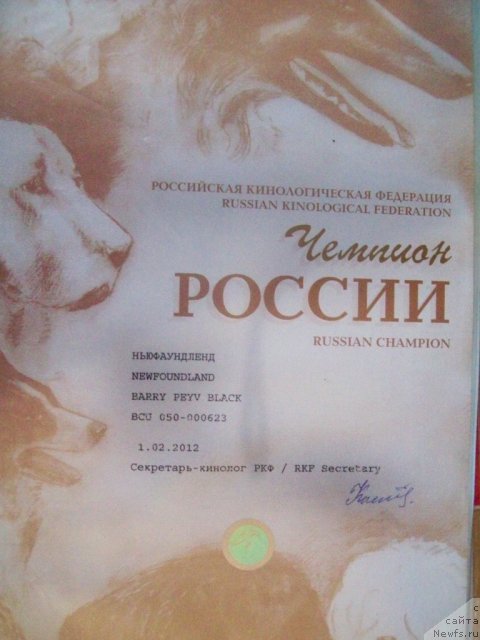 РОССИЙСКАЯ КИНОЛОГИЧЕСКАЯ ФЕДЕРАЦИЯ
RUSSIAN KINOLOGICAL FEDERATION
Чемпион
РОССИИ
RUSSIAN CHAMPION
НЬЮФАУНДЛЕНД
NEWFOUNDLAND
BARRY PEYV BLACK
BCU 050-000623
1.02.2012
Секретарь-кинолог РКФ / RKF Secretary
с
сайта
Newfs.ru